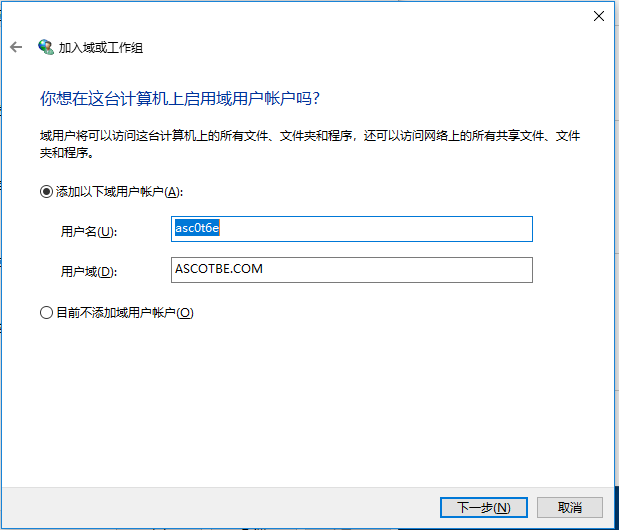 加入域或工作组
你想在这台计算机上启用域用户帐户吗?
域用户将可以访问这台计算机上的所有文件、文件夹和程序，还可以访问网络上的所有共享文件、文件
夹和程序。
添加以下域用户帐户(A):
用户名(U):
asc0t6e
用户域(D):
ASCOTBE.COM
目前不添加域用户帐户(O)
下一步(N)
取消